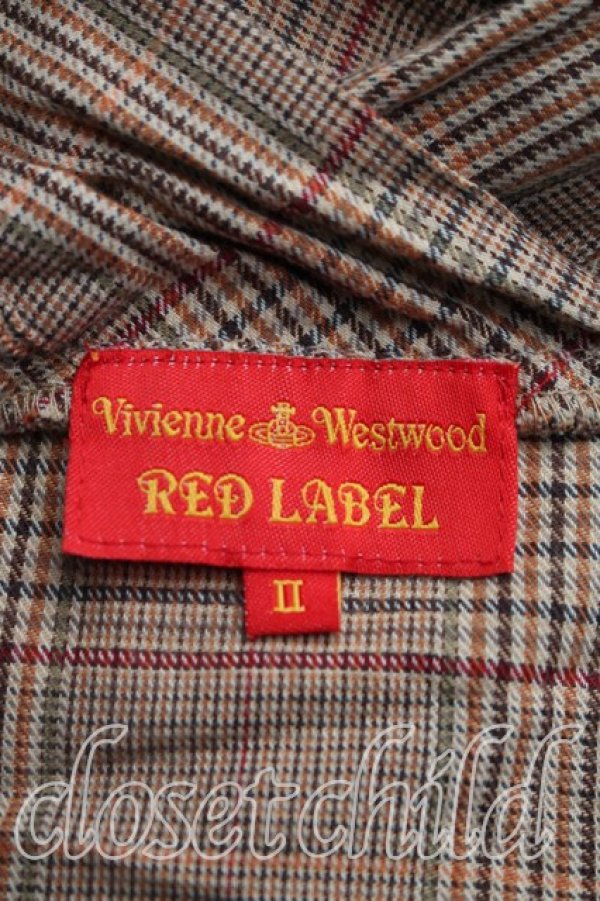 Vivienne Westwood
RED LABEL
II
closet child